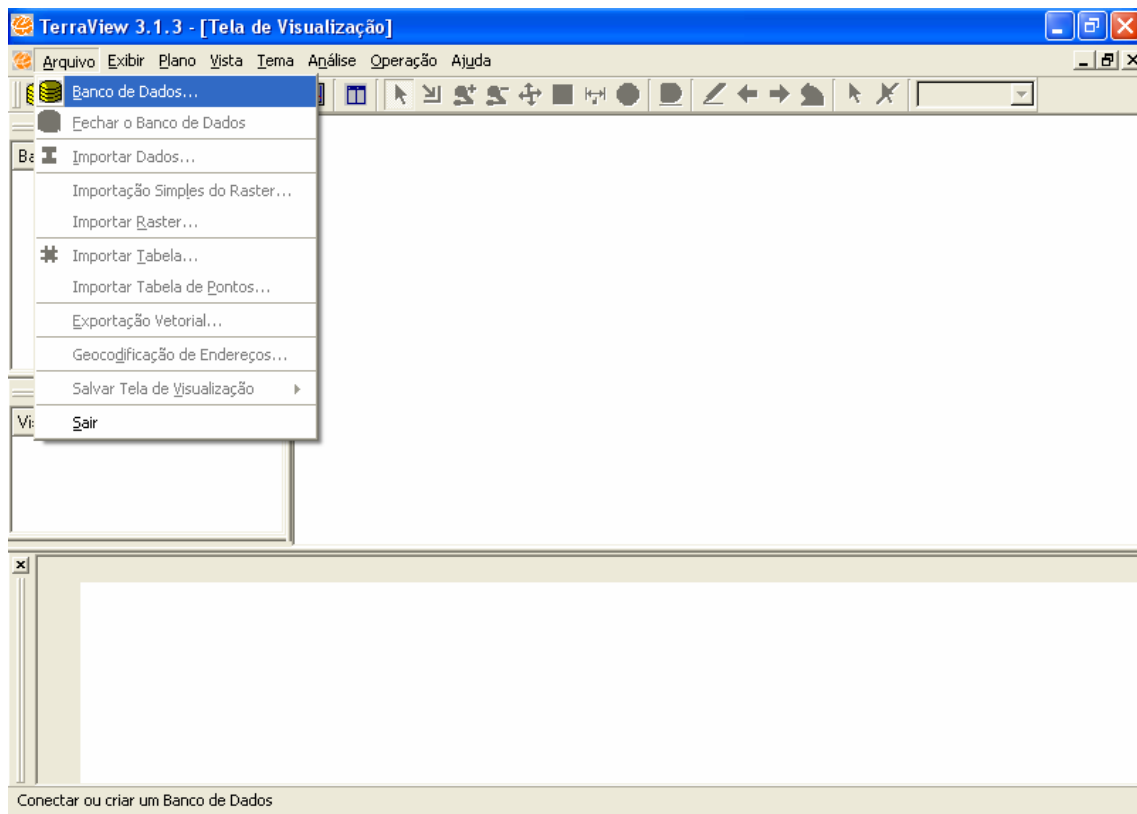 TerraView 3.1.3 - [Tela de Visualização]
Arquivo Exibir Plano Vista Tema Análise Operação Ajuda
Banco de Dados...
Fechar o Banco de Dados
Ba
Importar Dados...
Importação Simples do Raster...
Importar Raster...
Importar Tabela...
Importar Tabela de Pontos...
Exportação Vetorial...
Geocodificação de Endereços...
Salvar Tela de Visualização
Vi
Sair
Conectar ou criar um Banco de Dados